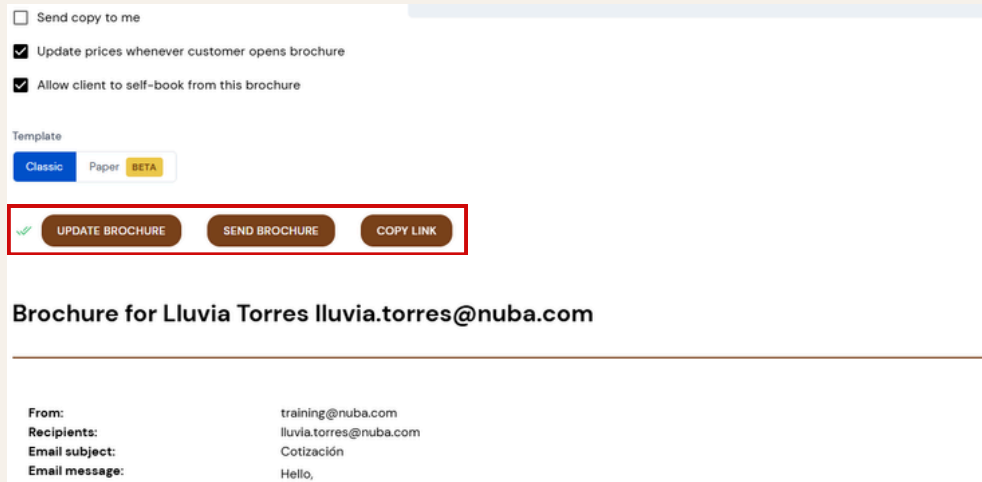 Send copy to me
Update prices whenever customer opens brochure
Allow client to self-book from this brochure
Template
Classic Paper BETA
UPDATE BROCHURE SEND BROCHURE COPY LINK
Brochure for Lluvia Torres lluvia.torres@nuba.com
From: training@nuba.com
Recipients: lluvia.torres@nuba.com
Email subject: Cotización
Email message: Hello,